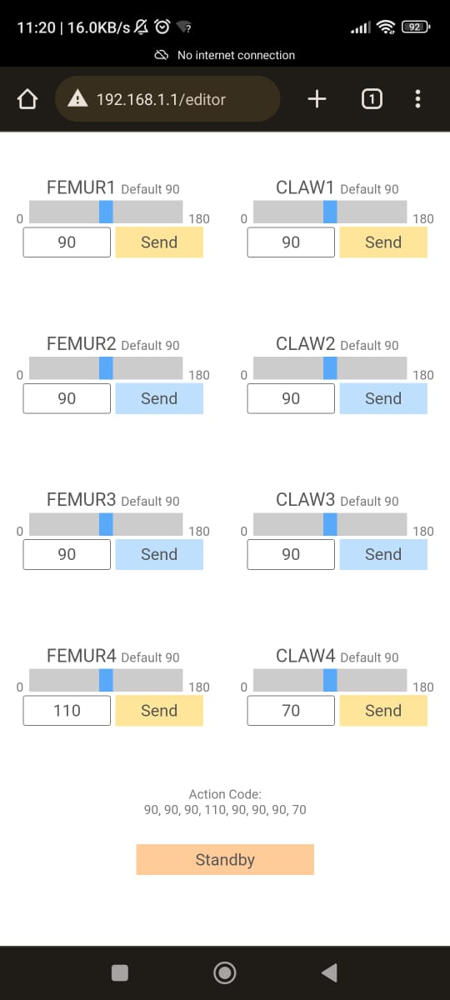 11:20 | 16.0KB/s ? 92
No internet connection
192.168.1.1/editor 1
FEMUR1 Default 90 CLAW1 Default 90
0 180 0 180
90 Send 90 Send
FEMUR2 Default 90 CLAW2 Default 90
0 180 0 180
90 Send 90 Send
FEMUR3 Default 90 CLAW3 Default 90
0 180 0 180
90 Send 90 Send
FEMUR4 Default 90 CLAW4 Default 90
0 180 0 180
110 Send 70 Send
Action Code:
90, 90, 90, 110, 90, 90, 90, 70
Standby